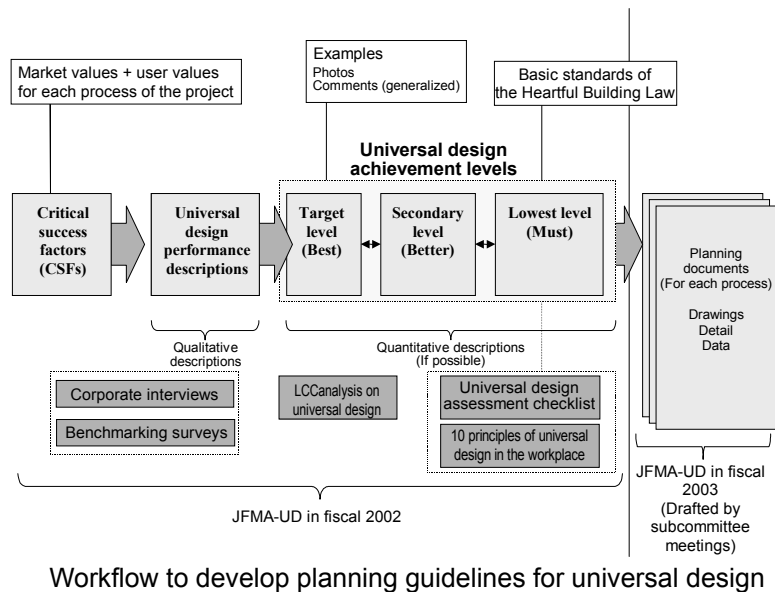 Market values + user values
for each process of the project
Examples
Photos
Comments (generalized)
Basic standards of
the Heartful Building Law
Universal design
achievement levels
Critical
success
factors
(CSFs)
Universal
design
performance
descriptions
Target
level
(Best)
Secondary
level
(Better)
Lowest level
(Must)
Planning
documents
(For each process)
Drawings
Detail
Data
Qualitative
descriptions
Quantitative descriptions
(If possible)
Corporate interviews
Benchmarking surveys
LCCanalysis on
universal design
Universal design
assessment checklist
10 principles of universal
design in the workplace
JFMA-UD in fiscal 2002
JFMA-UD in fiscal
2003
(Drafted by
subcommittee
meetings)
Workflow to develop planning guidelines for universal design